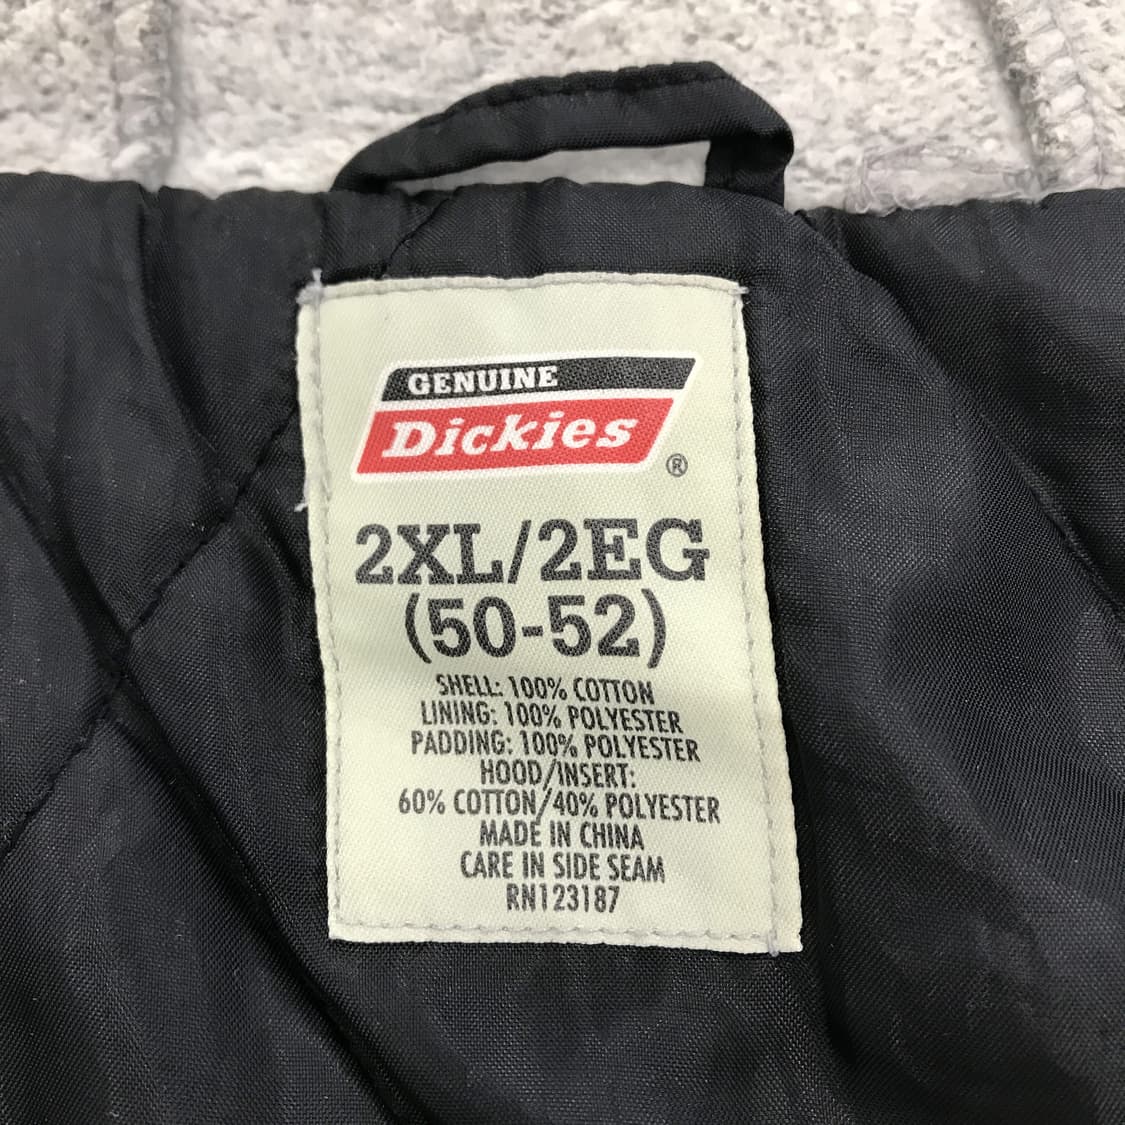 GENUINE
Dickies
®
2XL/2EG
(50-52)
SHELL: 100% COTTON
LINING: 100% POLYESTER
PADDING: 100% POLYESTER
HOOD/INSERT:
60% COTTON/40% POLYESTER
MADE IN CHINA
CARE IN SIDE SEAM
RN123187